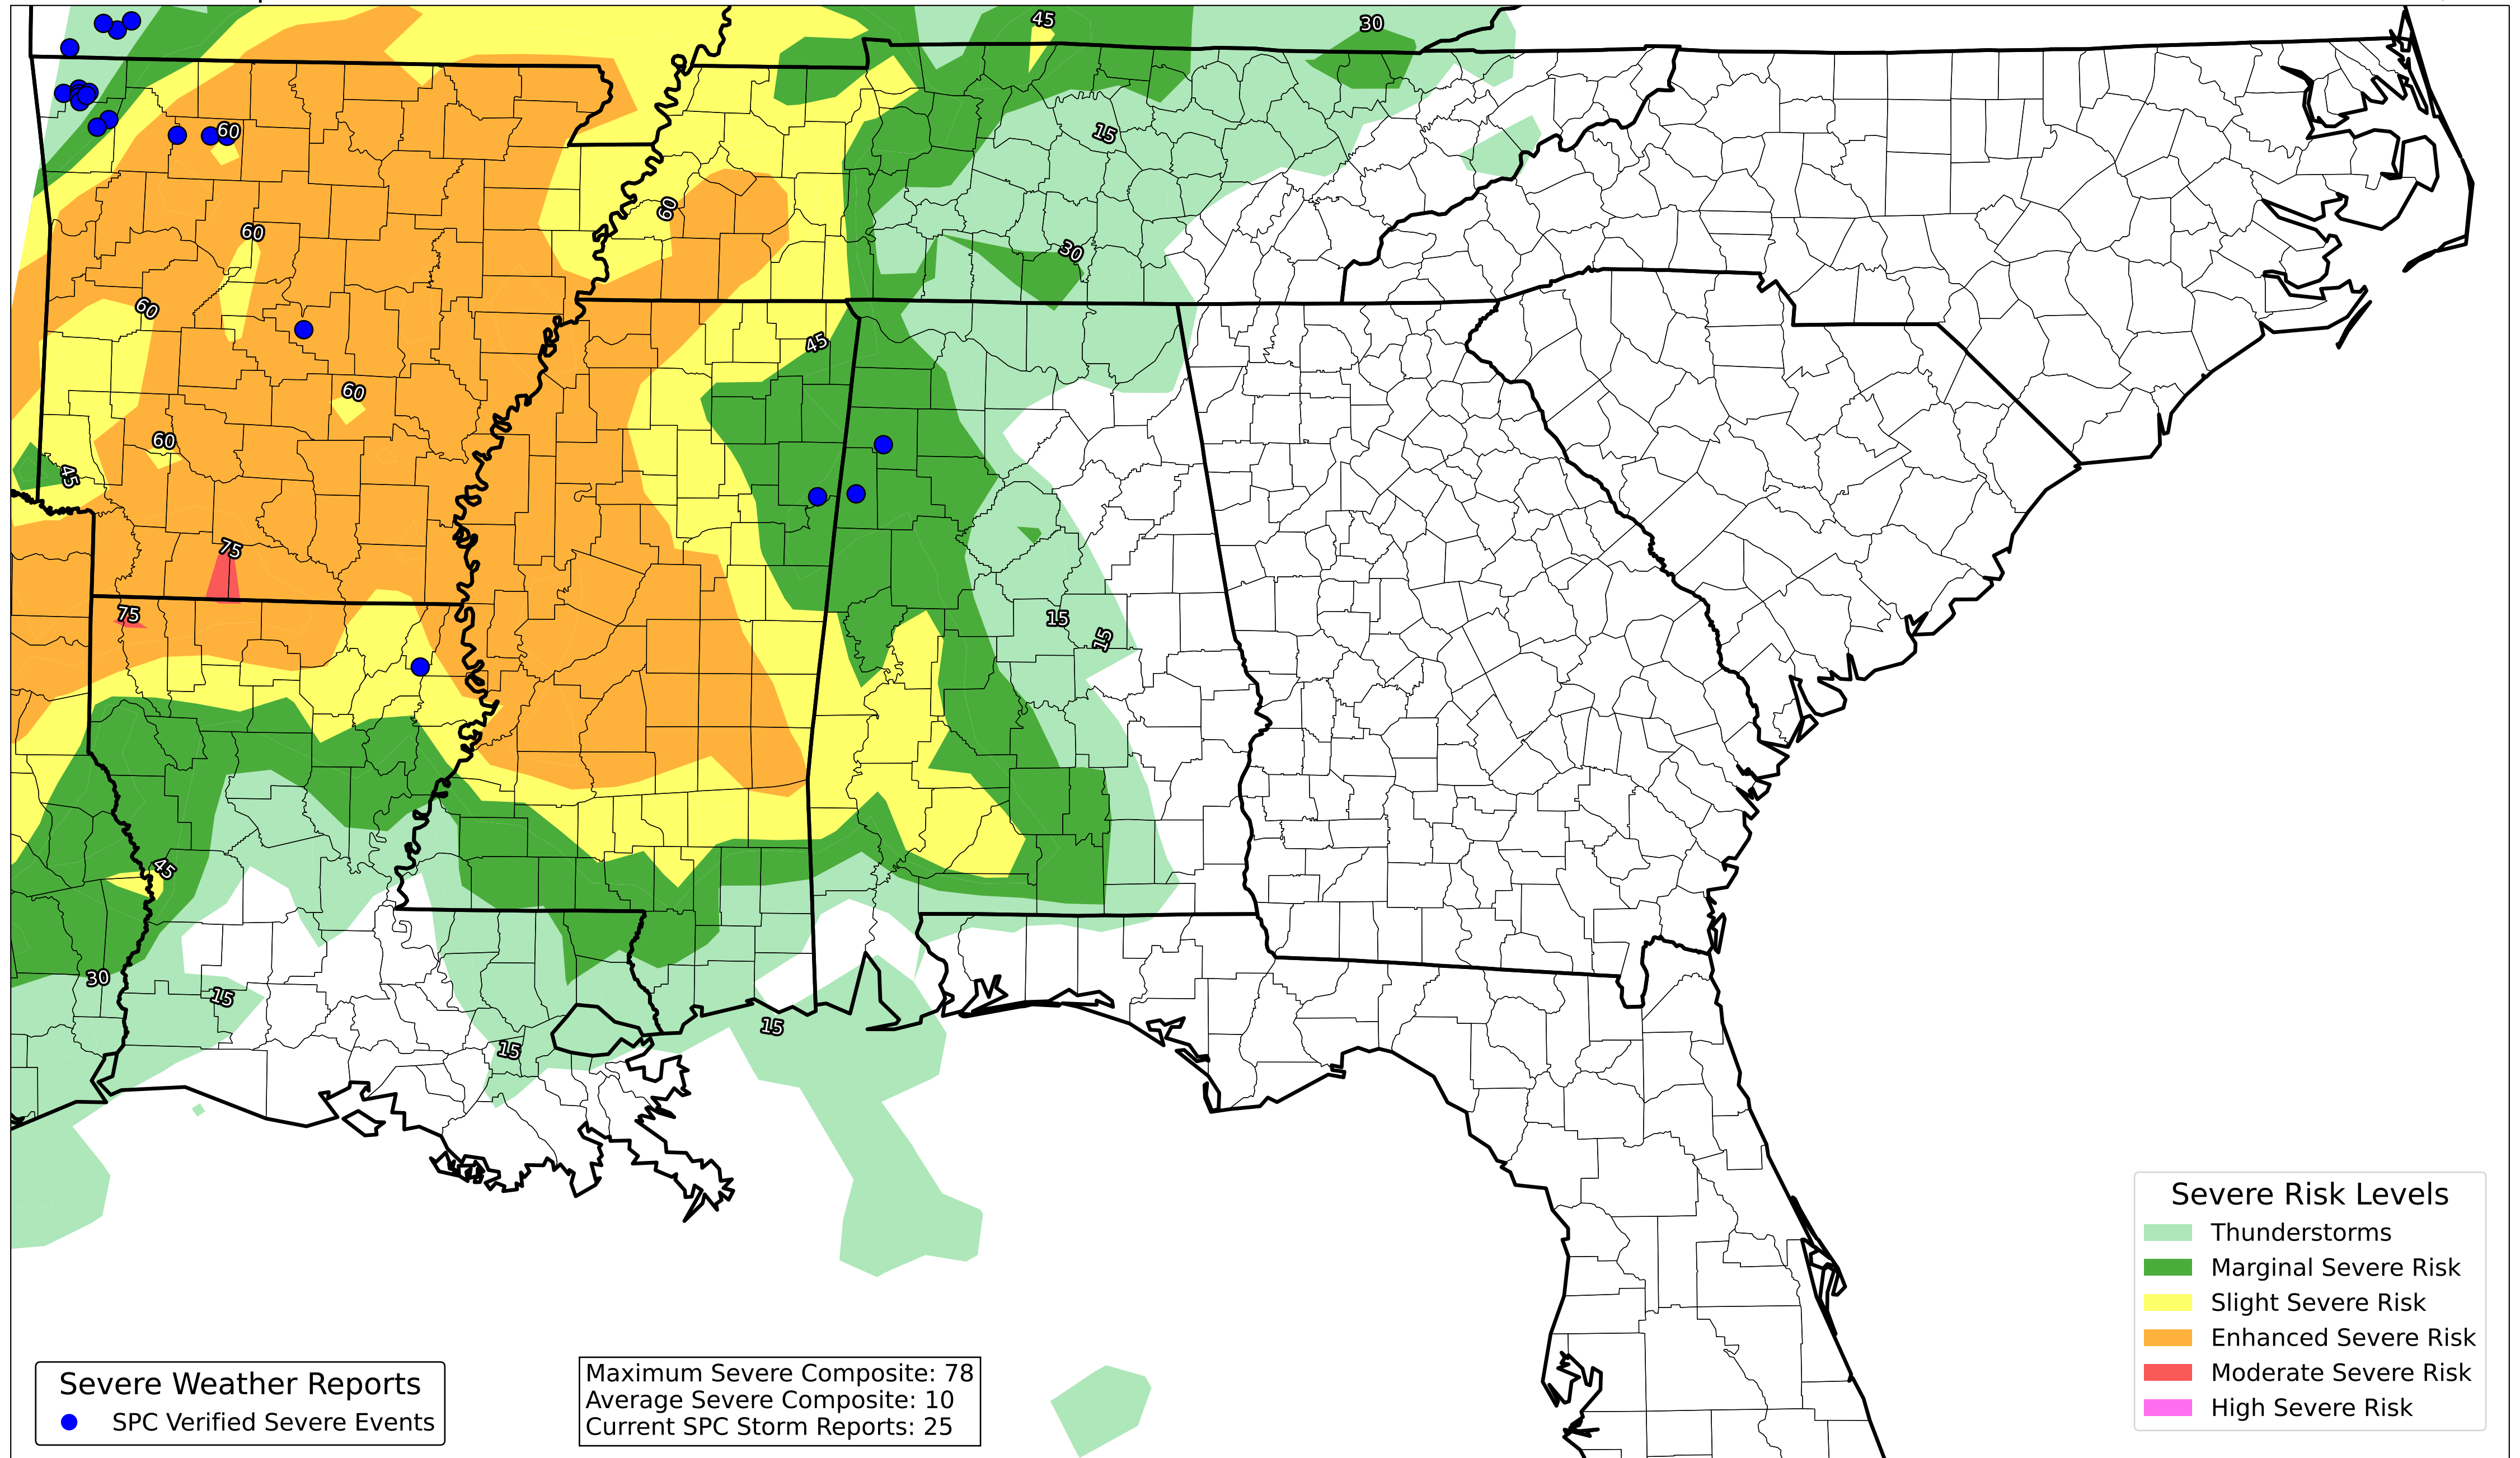 45
30
60
15
60
60
30
60
45
60
60
45
75
75
15
15
45
30
15
15
15
Severe Risk Levels
Thunderstorms
Marginal Severe Risk
Slight Severe Risk
Enhanced Severe Risk
Moderate Severe Risk
High Severe Risk
Severe Weather Reports
SPC Verified Severe Events
Maximum Severe Composite: 78
Average Severe Composite: 10
Current SPC Storm Reports: 25